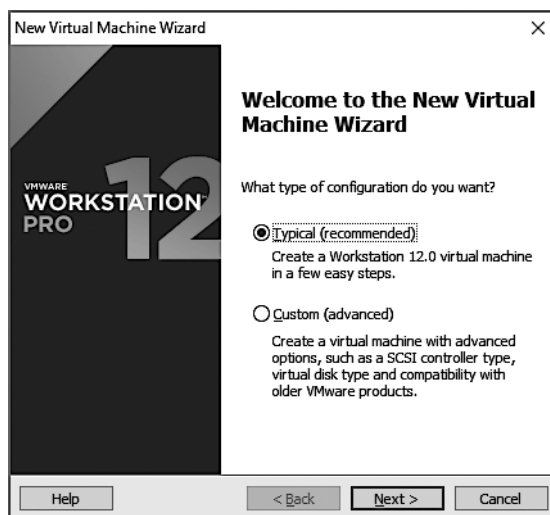 New Virtual Machine Wizard
VMWARE
WORKSTATION™
PRO
12
Welcome to the New Virtual
Machine Wizard
What type of configuration do you want?
Typical (recommended)
Create a Workstation 12.0 virtual machine
in a few easy steps.
Custom (advanced)
Create a virtual machine with advanced
options, such as a SCSI controller type,
virtual disk type and compatibility with
older VMware products.
Help
< Back
Next >
Cancel